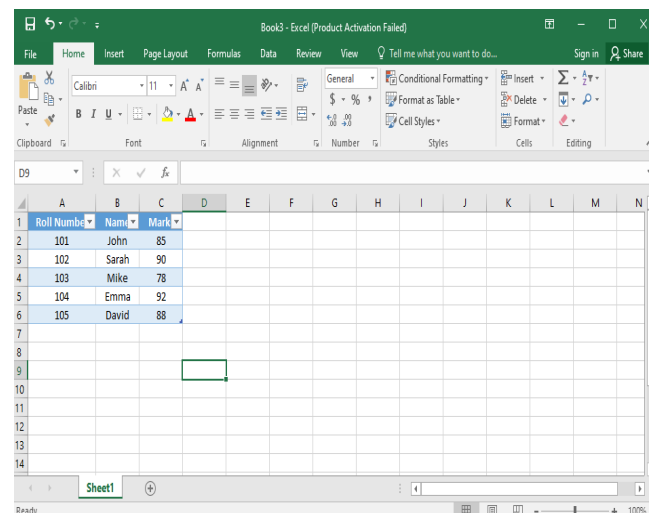 Book3 - Excel (Product Activation Failed)
File Home Insert Page Layout Formulas Data Review View Tell me what you want to do... Sign in Share
Paste Calibri 11 A A General Conditional Formatting Insert
B I U A $ % , Format as Table Delete
Cell Styles Format
Clipboard Font Alignment Number Styles Cells Editing
D9 fx
A B C D E F G H I J K L M N
1 Roll Numbe Name Mark
2 101 John 85
3 102 Sarah 90
4 103 Mike 78
5 104 Emma 92
6 105 David 88
7
8
9
10
11
12
13
14
Sheet1
Ready 100%